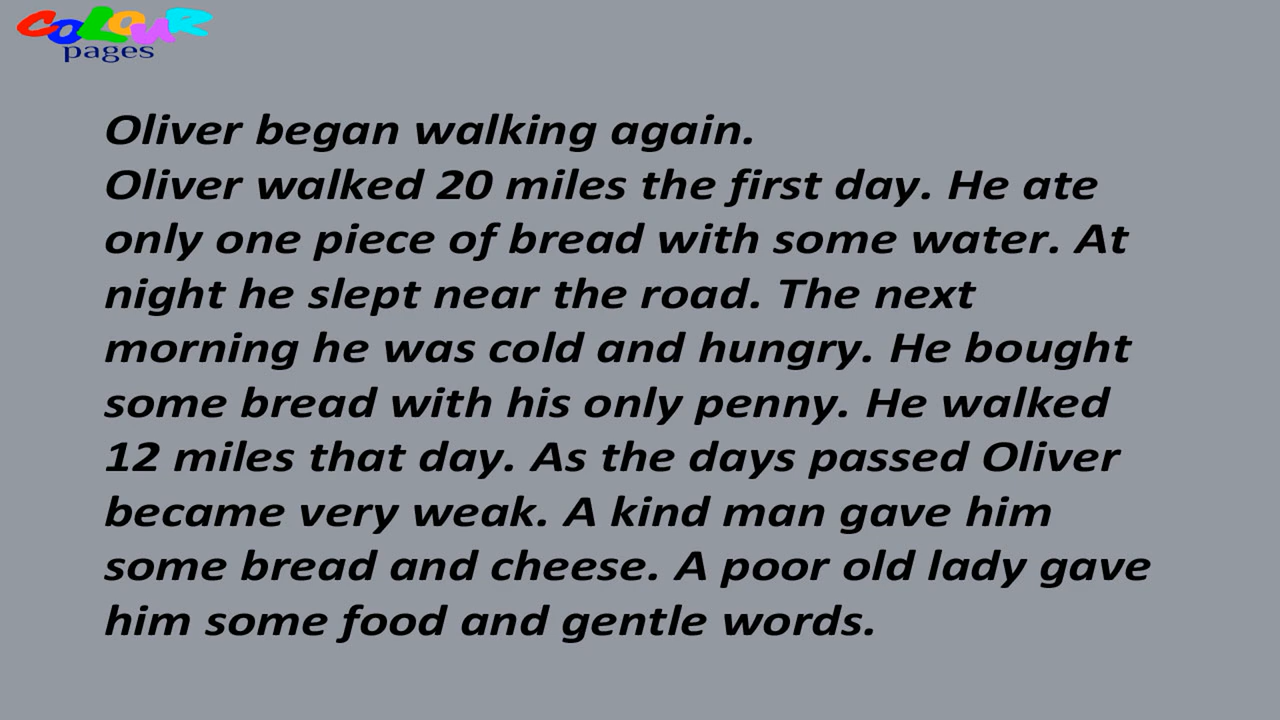 COLOUR
pages
Oliver began walking again.
Oliver walked 20 miles the first day. He ate
only one piece of bread with some water. At
night he slept near the road. The next
morning he was cold and hungry. He bought
some bread with his only penny. He walked
12 miles that day. As the days passed Oliver
became very weak. A kind man gave him
some bread and cheese. A poor old lady gave
him some food and gentle words.